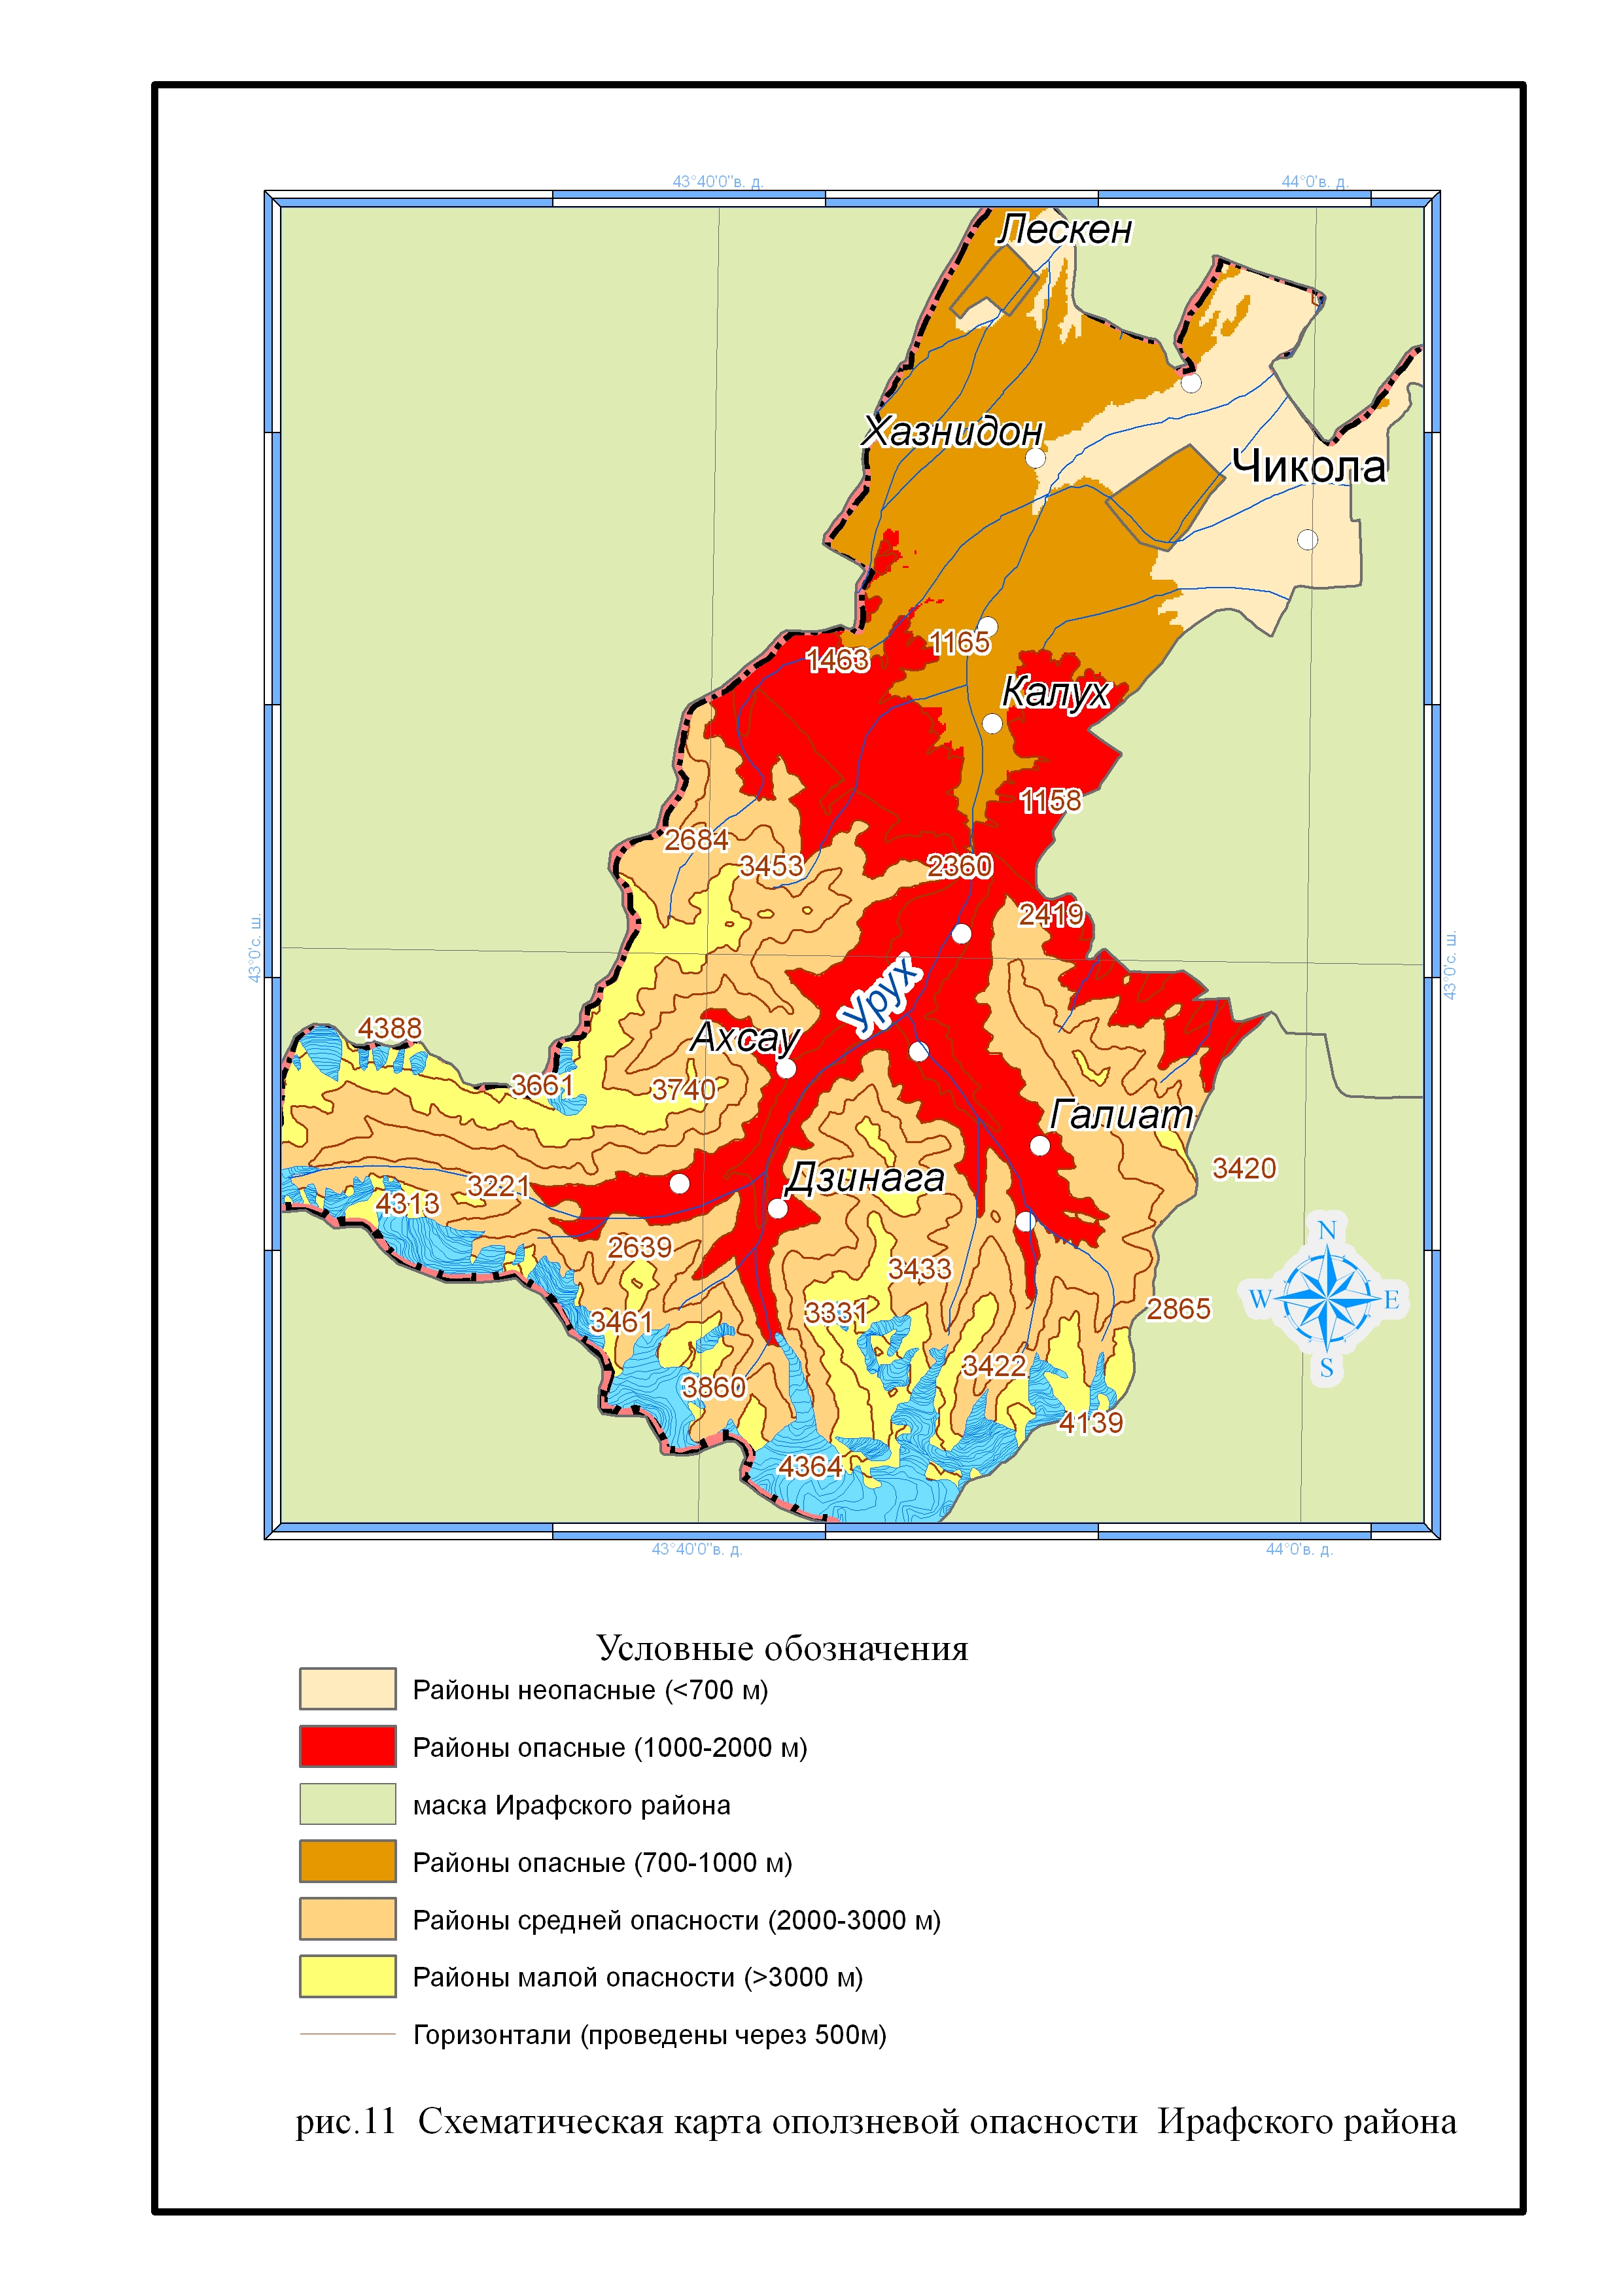 43°40'0"в. д.
44°0'в. д.
Лескен
Хазнидон
Чикола
1165
1463
Калух
1158
2684
3453
2360
2419
43°0'с. ш.
43°0'с. ш.
Урух
4388
Ахсау
3661
3740
Галиат
3420
3221
4313
Дзинага
2639
3433
N
W
E
S
3461
3331
2865
3422
3860
4139
4364
43°40'0"в. д.
44°0'в. д.
Условные обозначения
Районы неопасные (<700 м)
Районы опасные (1000-2000 м)
маска Ирафского района
Районы опасные (700-1000 м)
Районы средней опасности (2000-3000 м)
Районы малой опасности (>3000 м)
Горизонтали (проведены через 500м)
рис.11 Схематическая карта оползневой опасности Ирафского района